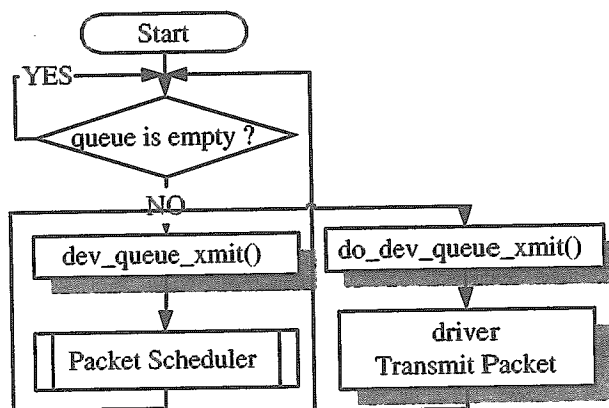 Start
YES
queue is empty ?
NO
dev_queue_xmit()
do_dev_queue_xmit()
Packet Scheduler
driver
Transmit Packet